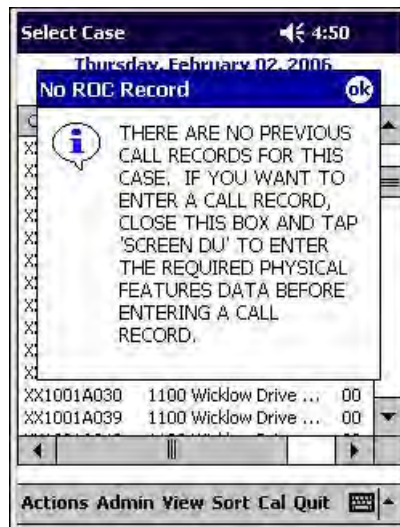 Select Case 4:50
Thursday, February 02, 2006
No ROC Record ok
THERE ARE NO PREVIOUS
CALL RECORDS FOR THIS
CASE. IF YOU WANT TO
ENTER A CALL RECORD,
CLOSE THIS BOX AND TAP
'SCREEN DU' TO ENTER
THE REQUIRED PHYSICAL
FEATURES DATA BEFORE
ENTERING A CALL
RECORD.
XX1001A030 1100 Wicklow Drive ... 00
XX1001A039 1100 Wicklow Drive ... 00
Actions Admin View Sort Cal Quit